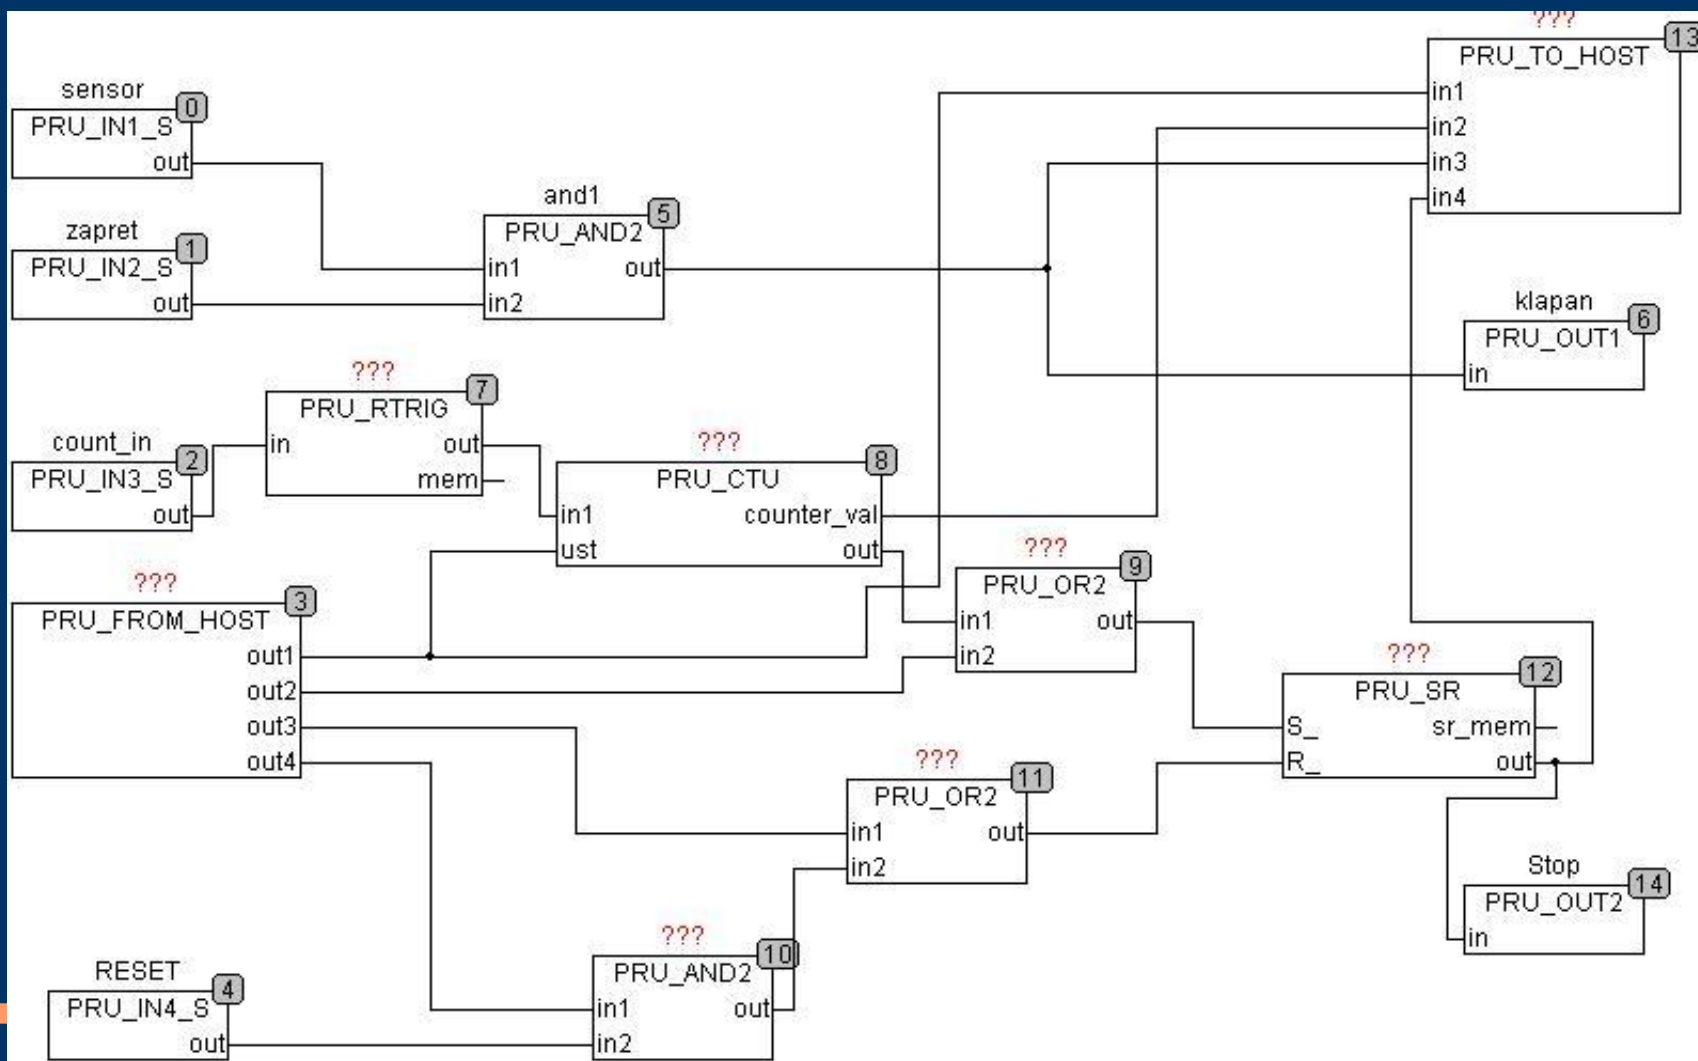 ???
13
PRU_TO_HOST
in1
in2
in3
in4
sensor
0
PRU_IN1_S
out
zapret
1
PRU_IN2_S
out
and1
5
PRU_AND2
in1 out
in2
klapan
6
PRU_OUT1
in
???
7
PRU_RTRIG
in out
mem
count_in
2
PRU_IN3_S
out
???
8
PRU_CTU
in1 counter_val
ust out
???
9
PRU_OR2
in1 out
in2
???
3
PRU_FROM_HOST
out1
out2
out3
out4
???
12
PRU_SR
S_ sr_mem
R_ out
???
11
PRU_OR2
in1 out
in2
Stop
14
PRU_OUT2
in
???
10
PRU_AND2
in1 out
in2
RESET
4
PRU_IN4_S
out